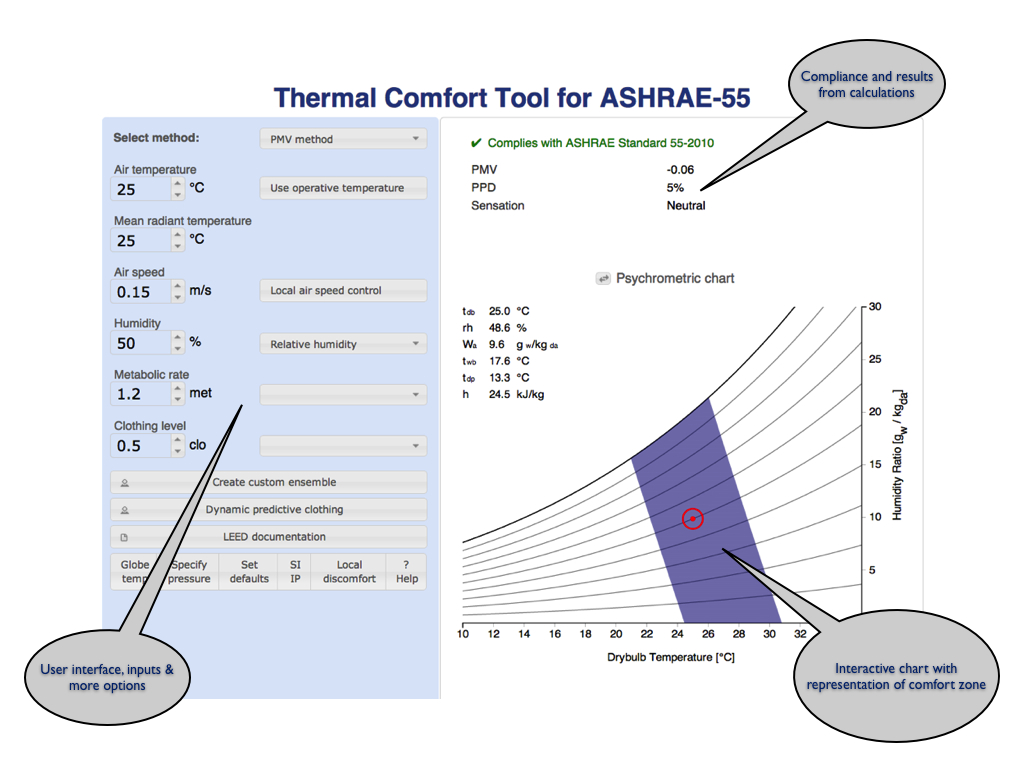 Compliance and results
from calculations
Thermal Comfort Tool for ASHRAE-55
Select method:
PMV method
Air temperature
25 °C
Use operative temperature
Mean radiant temperature
25 °C
Air speed
0.15 m/s
Local air speed control
Humidity
50 %
Relative humidity
Metabolic rate
1.2 met
Clothing level
0.5 clo
Create custom ensemble
Dynamic predictive clothing
LEED documentation
Globe
temp
Specify
pressure
Set
defaults
SI
IP
Local
discomfort
?
Help
User interface, inputs &
more options
✔ Complies with ASHRAE Standard 55-2010
PMV -0.06
PPD 5%
Sensation Neutral
Psychrometric chart
tdb 25.0 °C
rh 48.6 %
Wa 9.6 g w/kg da
twb 17.6 °C
tdp 13.3 °C
h 24.5 kJ/kg
30
25
20
15
10
5
Humidity Ratio [gw / kgda]
10 12 14 16 18 20 22 24 26 28 30 32
Drybulb Temperature [°C]
Interactive chart with
representation of comfort zone